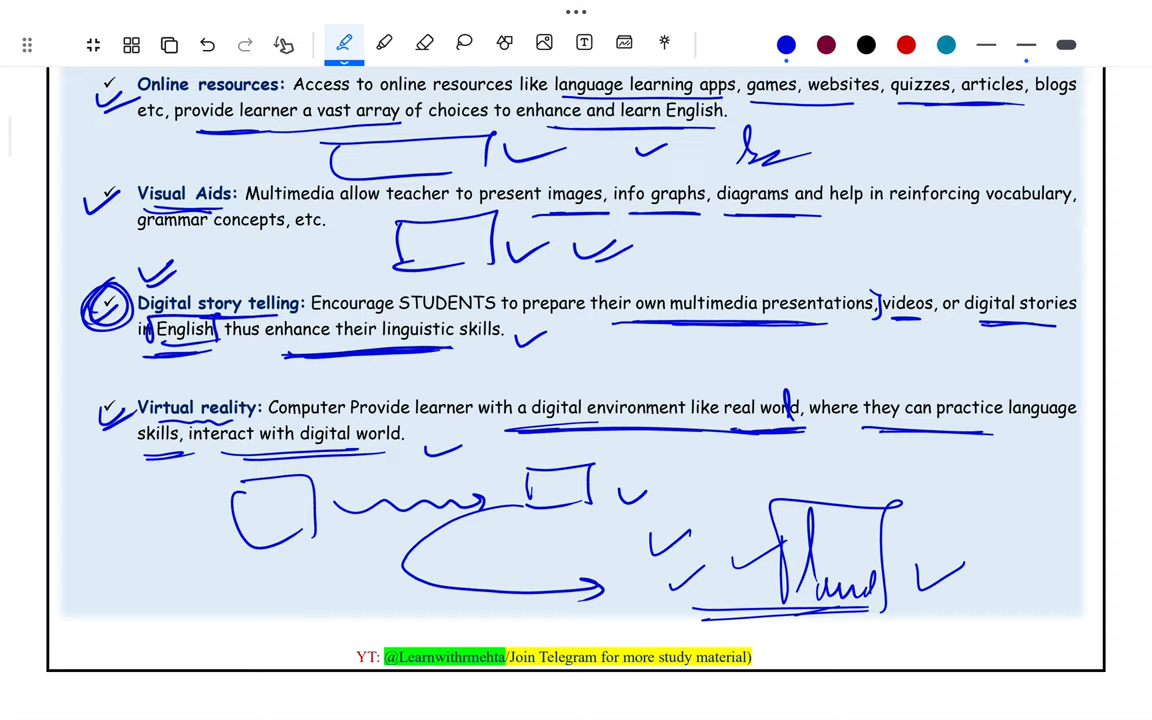 Online resources: Access to online resources like language learning apps, games, websites, quizzes, articles, blogs
etc, provide learner a vast array of choices to enhance and learn English.
Visual Aids: Multimedia allow teacher to present images, info graphs, diagrams and help in reinforcing vocabulary,
grammar concepts, etc.
Digital story telling: Encourage STUDENTS to prepare their own multimedia presentations, videos, or digital stories
in English, thus enhance their linguistic skills.
Virtual reality: Computer Provide learner with a digital environment like real world, where they can practice language
skills, interact with digital world.
YT: @Learnwithrmehta/Join Telegram for more study material)